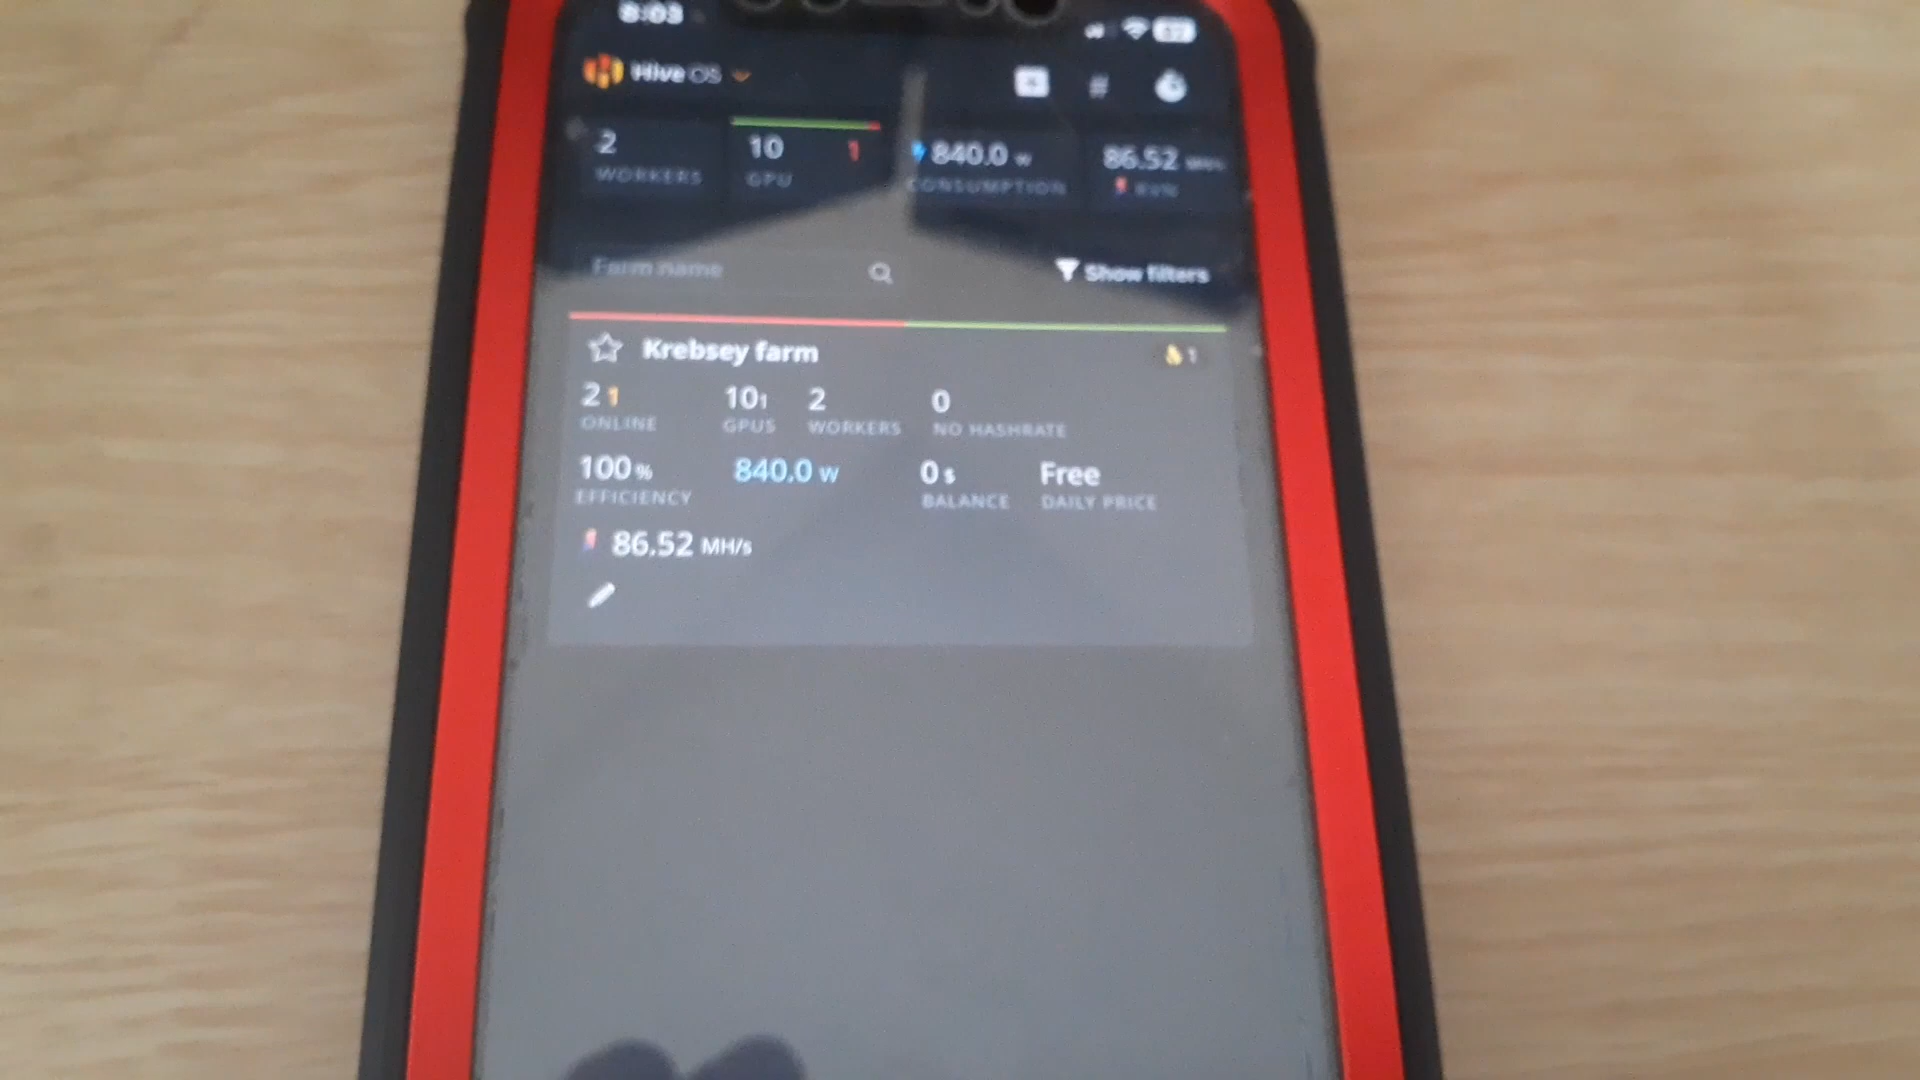 8:03
Hive OS
#
2 10 1 840.0 w 86.52 MH/s
WORKERS GPU CONSUMPTION RVN
Farm name Show filters
Krebsey farm 1
2 1 10 1 2 0
ONLINE GPUS WORKERS NO HASHRATE
100 % 840.0 w 0 $ Free
EFFICIENCY BALANCE DAILY PRICE
86.52 MH/s